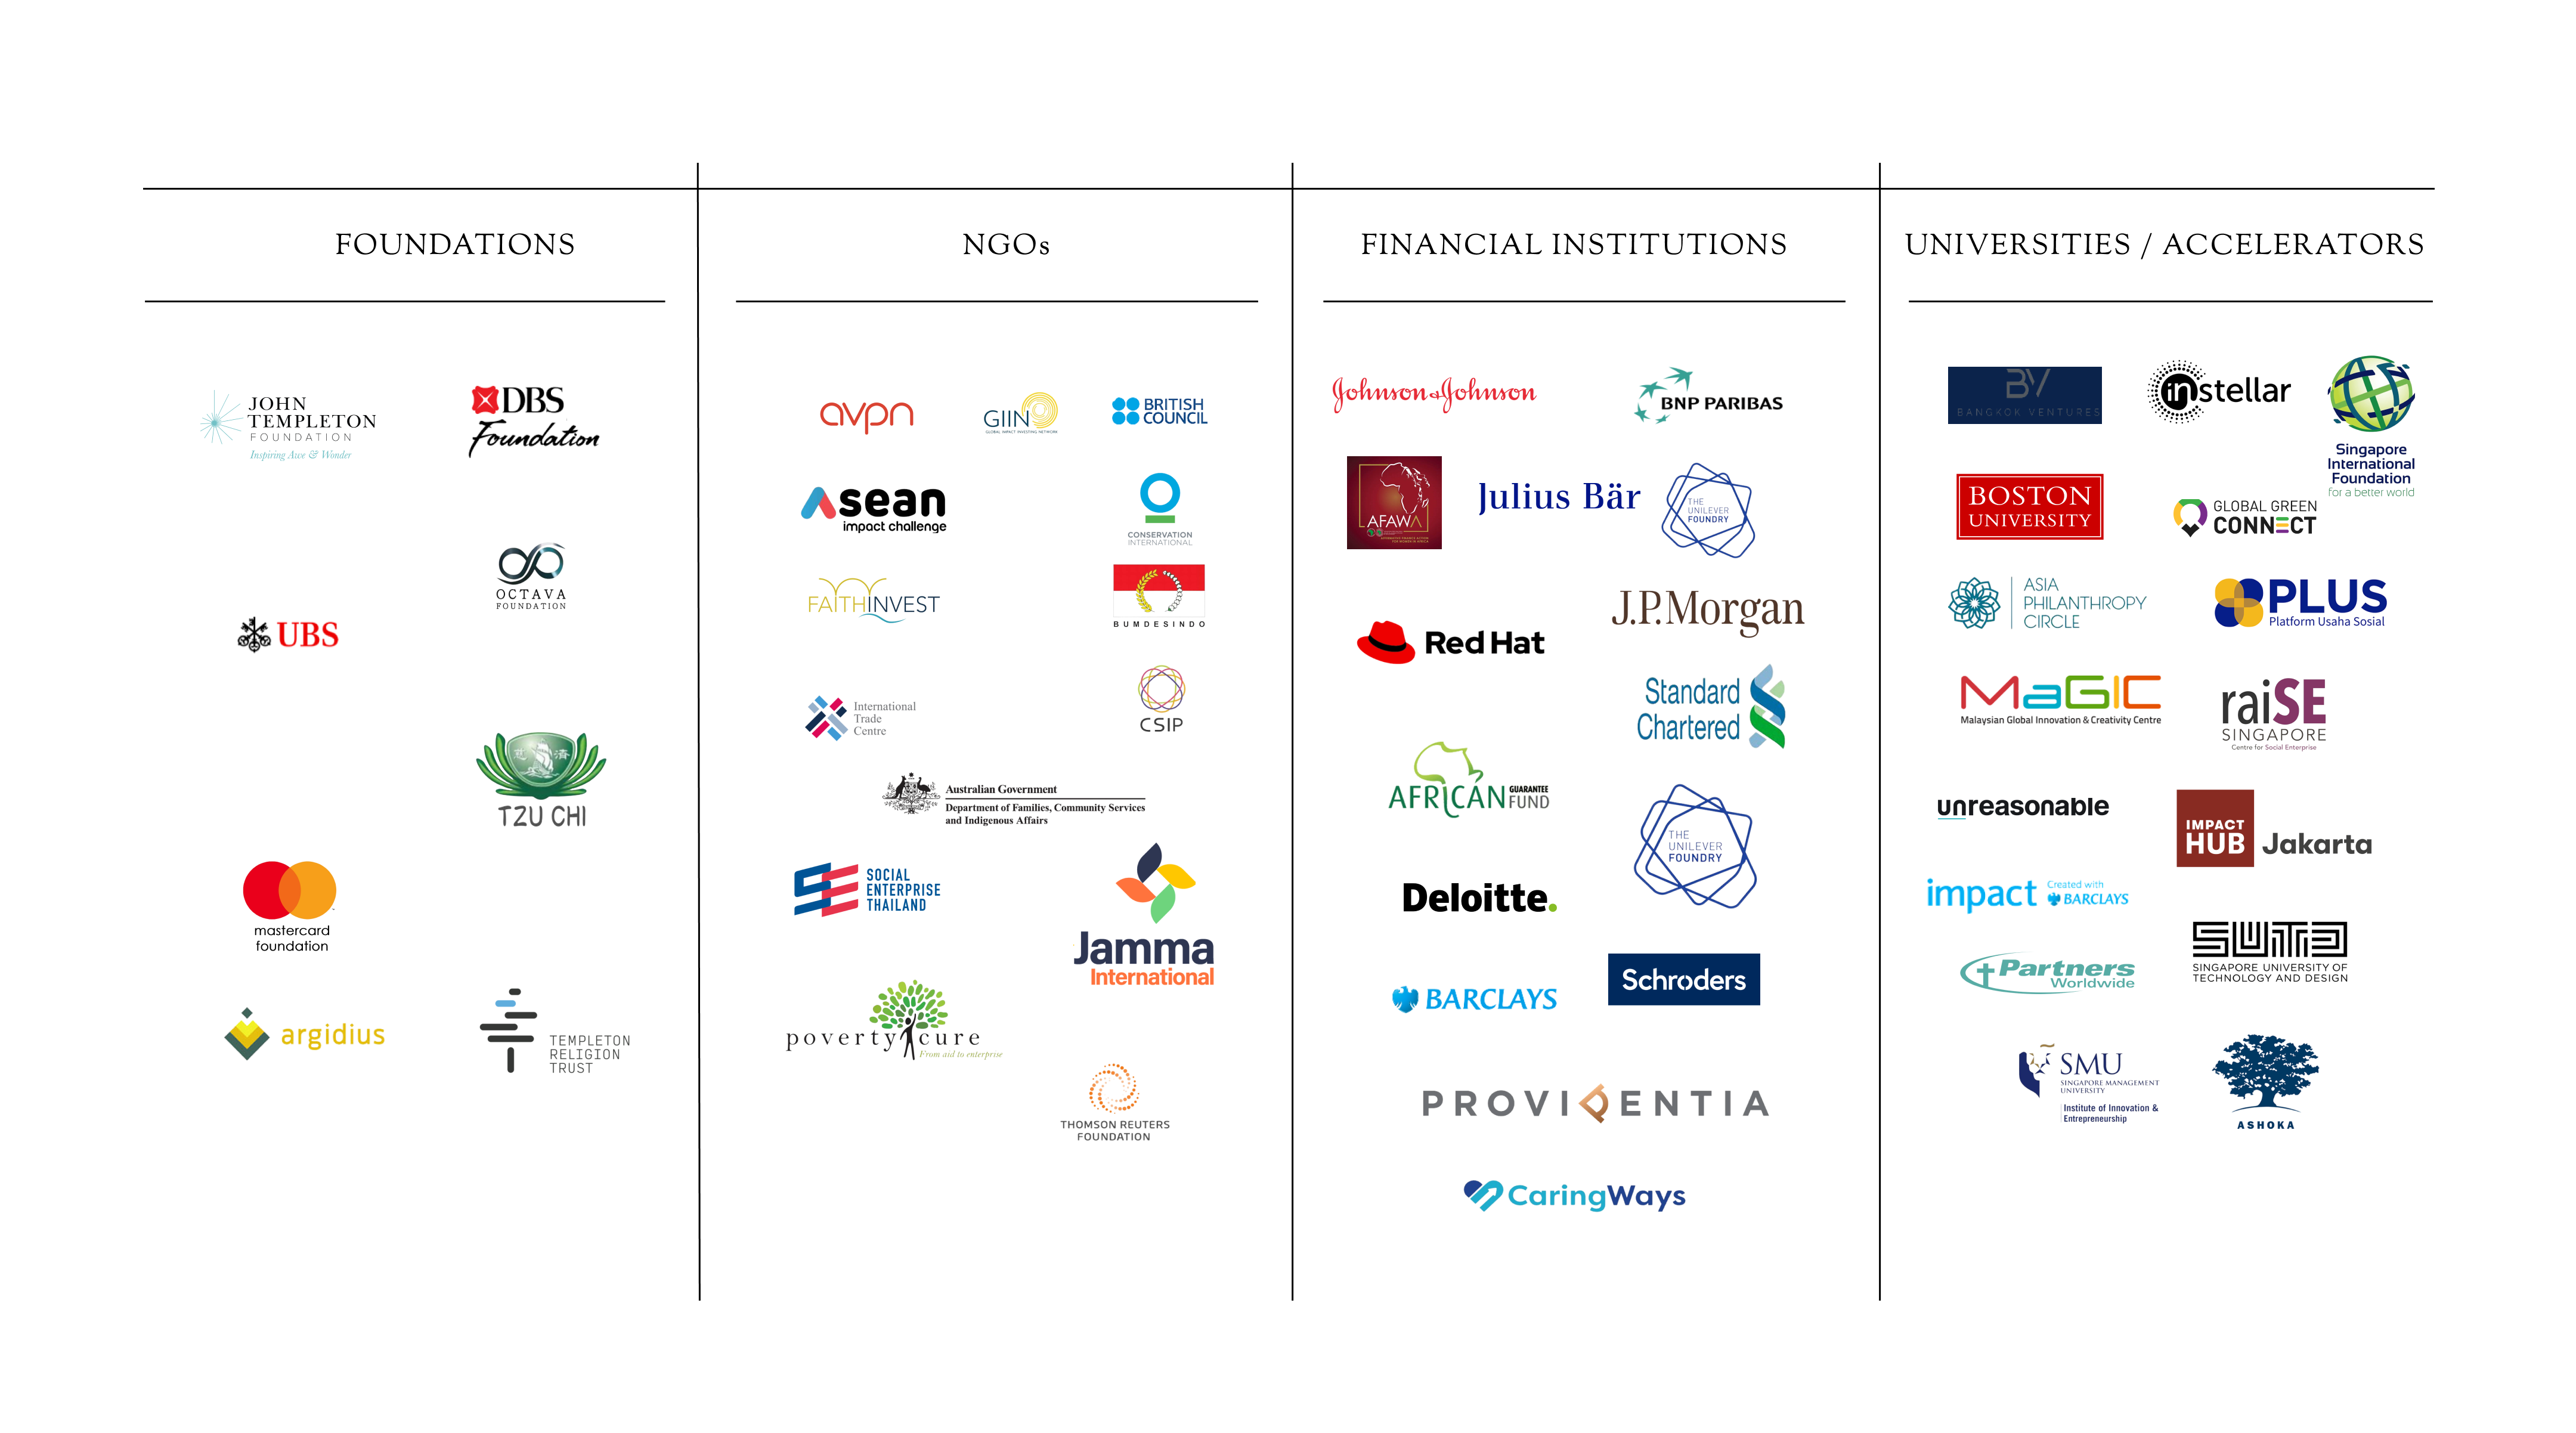 FOUNDATIONS
NGOs
FINANCIAL INSTITUTIONS
UNIVERSITIES / ACCELERATORS
JOHN
TEMPLETON
FOUNDATION
Inspiring Awe & Wonder
DBS
Foundation
OCTAVA
FOUNDATION
UBS
TZU CHI
mastercard
foundation
argidius
TEMPLETON
RELIGION
TRUST
avpn
GIIN
GLOBAL IMPACT INVESTING NETWORK
BRITISH
COUNCIL
Asean
impact challenge
CONSERVATION
INTERNATIONAL
FAITHINVEST
BUMDESINDO
International
Trade
Centre
CSIP
Australian Government
Department of Families, Community Services
and Indigenous Affairs
SE
SOCIAL
ENTERPRISE
THAILAND
Jamma
International
povertycure
From aid to enterprise
THOMSON REUTERS
FOUNDATION
Johnson & Johnson
BNP PARIBAS
AFAWA
Julius Bär
THE
UNILEVER
FOUNDRY
J.P.Morgan
Red Hat
Standard
Chartered
AFRICAN GUARANTEE
FUND
THE
UNILEVER
FOUNDRY
Deloitte.
Schroders
BARCLAYS
PROVIDENTIA
CaringWays
BV
BANGKOK VENTURES
instellar
Singapore
International
Foundation
for a better world
BOSTON
UNIVERSITY
GLOBAL GREEN
CONNECT
ASIA
PHILANTHROPY
CIRCLE
PLUS
Platform Usaha Sosial
MaGIC
Malaysian Global Innovation & Creativity Centre
raiSE
SINGAPORE
Centre for Social Enterprise
unreasonable
IMPACT
HUB Jakarta
impact Created with
BARCLAYS
SUTD
SINGAPORE UNIVERSITY OF
TECHNOLOGY AND DESIGN
Partners
Worldwide
SMU
SINGAPORE MANAGEMENT
UNIVERSITY
Institute of Innovation &
Entrepreneurship
ASHOKA